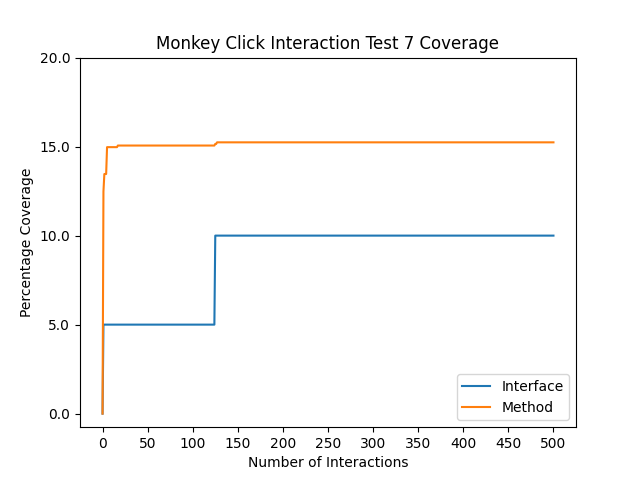 Monkey Click Interaction Test 7 Coverage
20.0
15.0
10.0
5.0
0.0
Percentage Coverage
Interface
Method
0 50 100 150 200 250 300 350 400 450 500
Number of Interactions